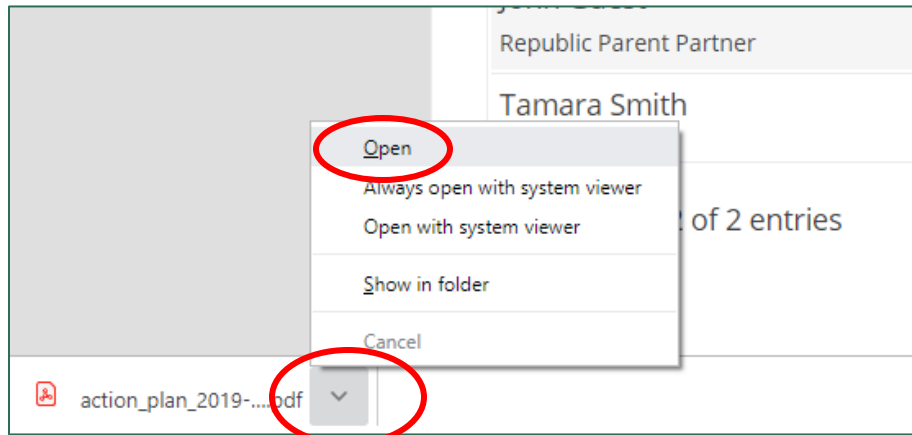 Republic Parent Partner
Tamara Smith
Open
Always open with system viewer
Open with system viewer
of 2 entries
Show in folder
Cancel
action_plan_2019-....pdf